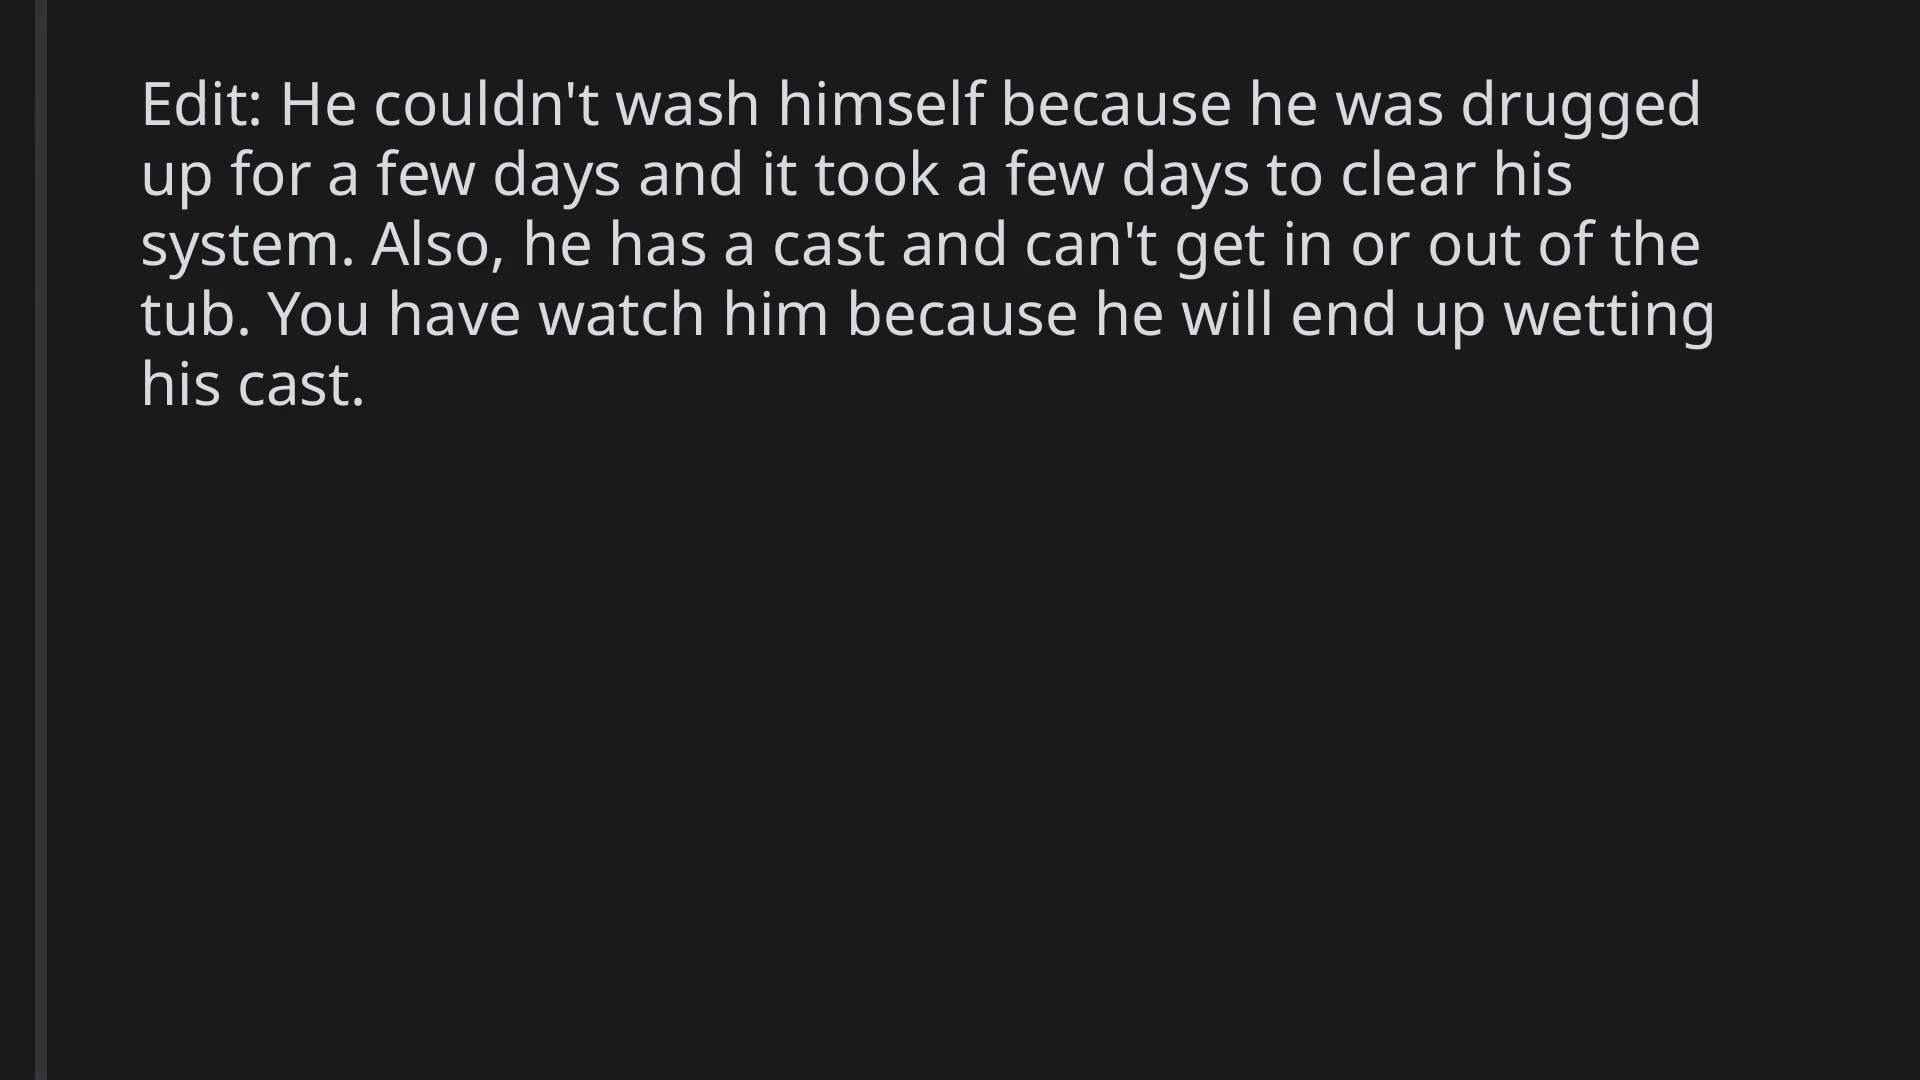 Edit: He couldn't wash himself because he was drugged
up for a few days and it took a few days to clear his
system. Also, he has a cast and can't get in or out of the
tub. You have watch him because he will end up wetting
his cast.